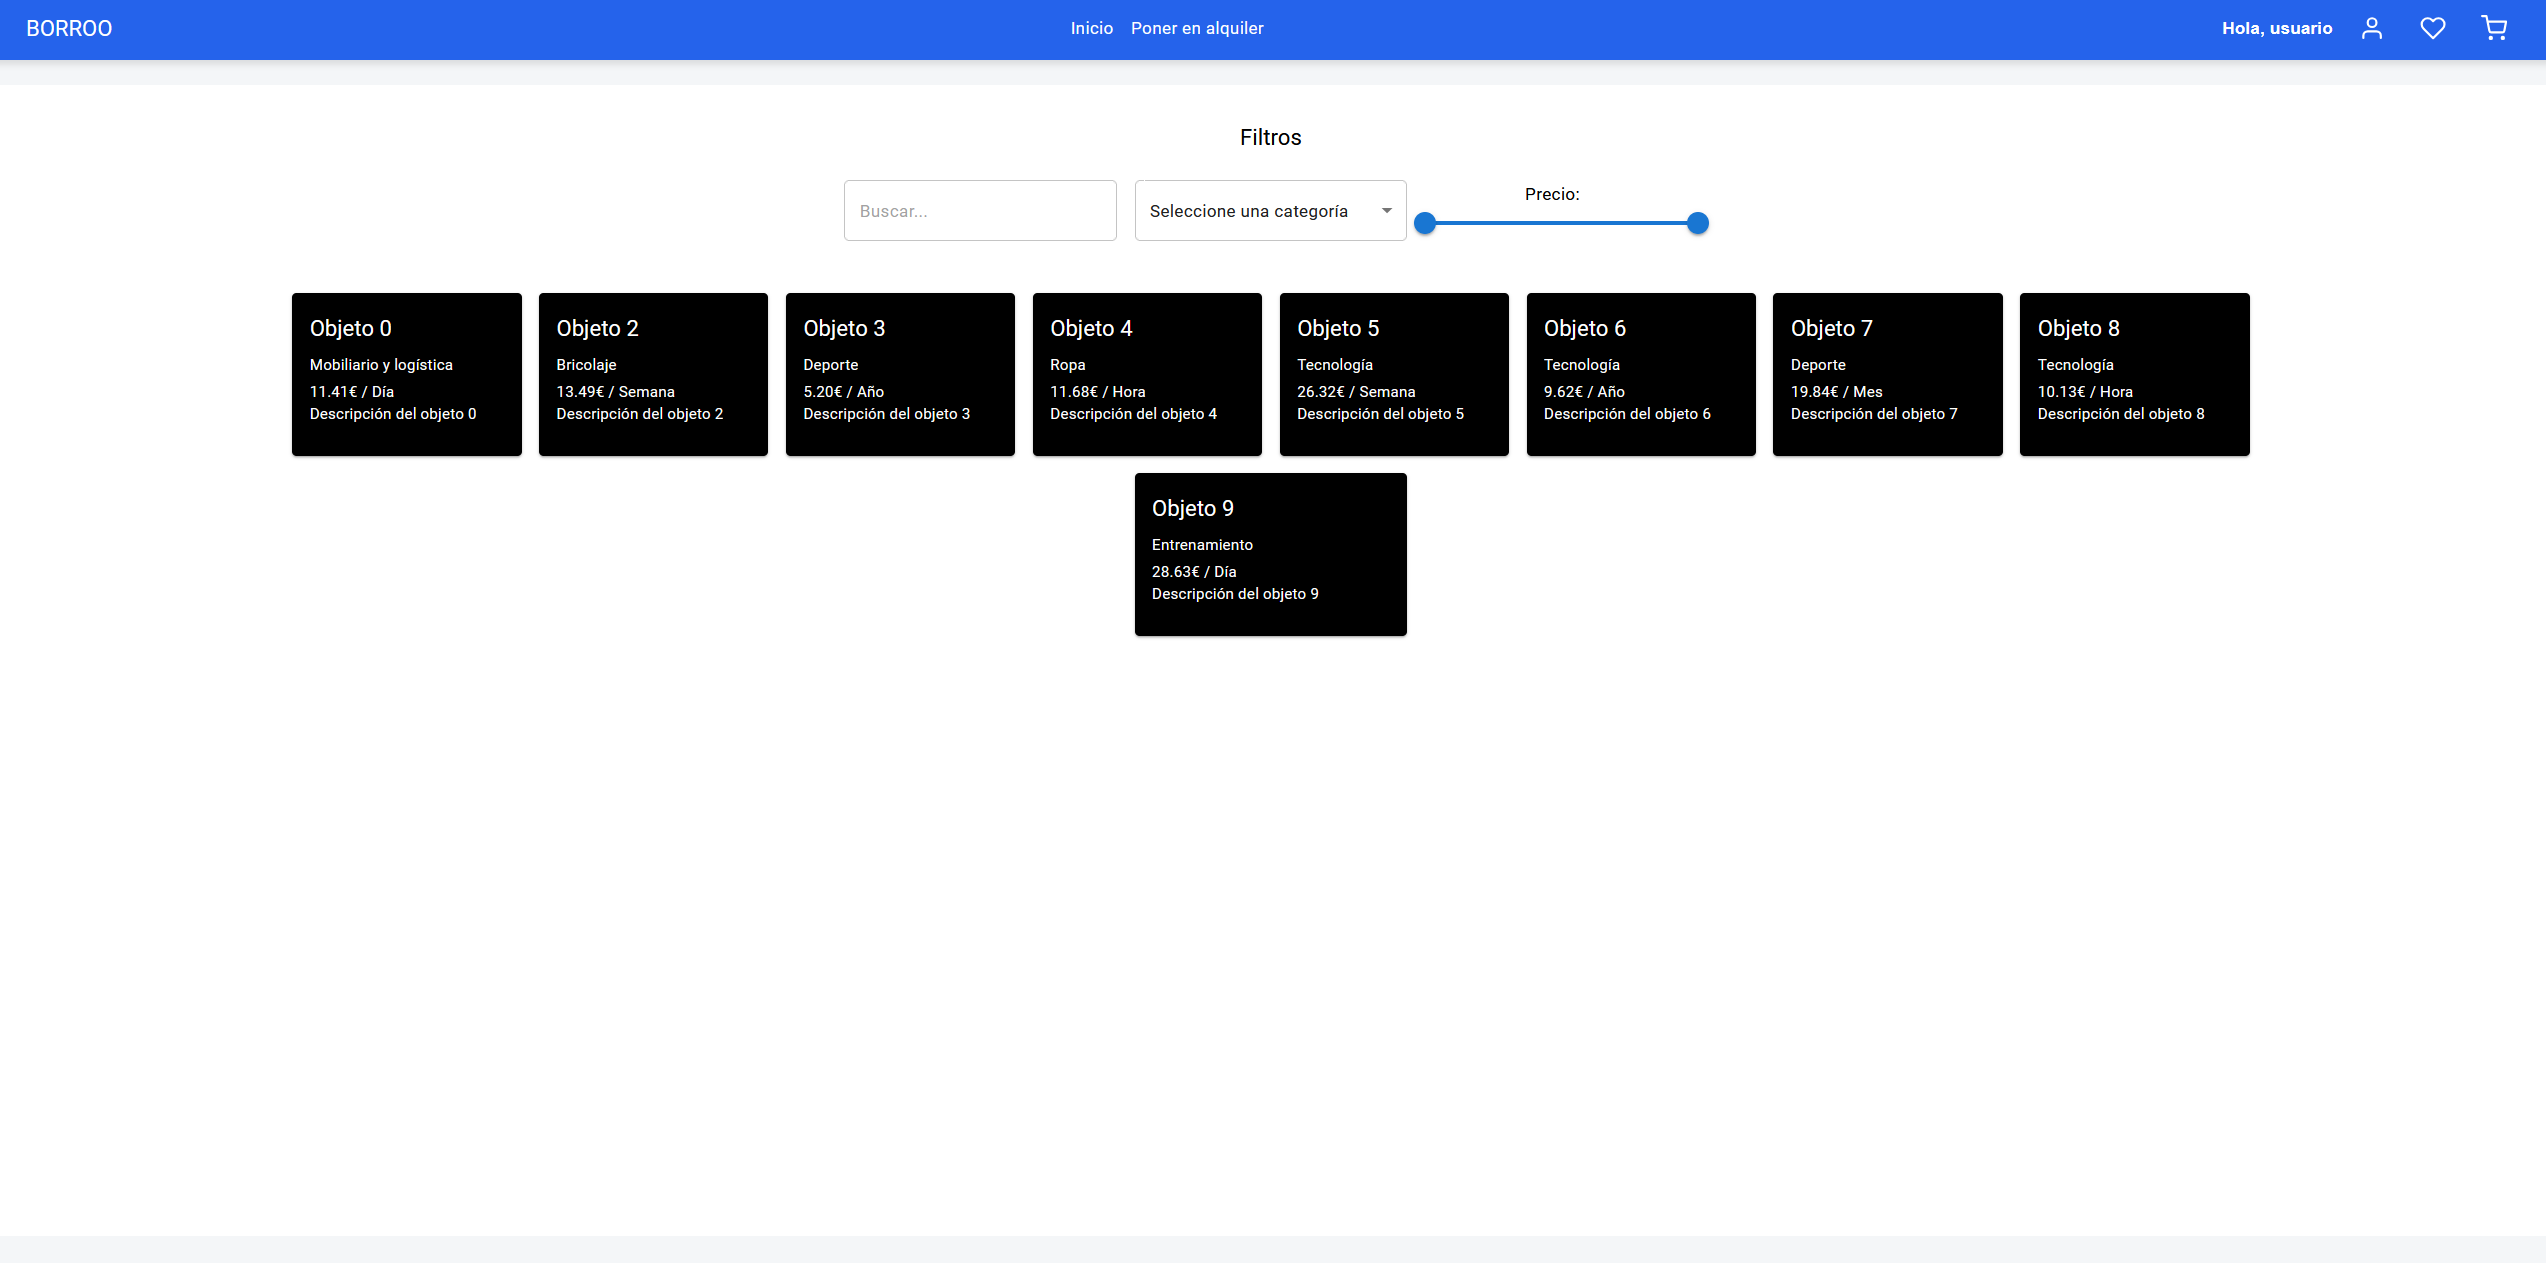 BORROO
Inicio
Poner en alquiler
Hola, usuario
Filtros
Buscar...
Seleccione una categoría
Precio:
Objeto 0
Mobiliario y logística
11.41€ / Día
Descripción del objeto 0
Objeto 2
Bricolaje
13.49€ / Semana
Descripción del objeto 2
Objeto 3
Deporte
5.20€ / Año
Descripción del objeto 3
Objeto 4
Ropa
11.68€ / Hora
Descripción del objeto 4
Objeto 5
Tecnología
26.32€ / Semana
Descripción del objeto 5
Objeto 6
Tecnología
9.62€ / Año
Descripción del objeto 6
Objeto 7
Deporte
19.84€ / Mes
Descripción del objeto 7
Objeto 8
Tecnología
10.13€ / Hora
Descripción del objeto 8
Objeto 9
Entrenamiento
28.63€ / Día
Descripción del objeto 9